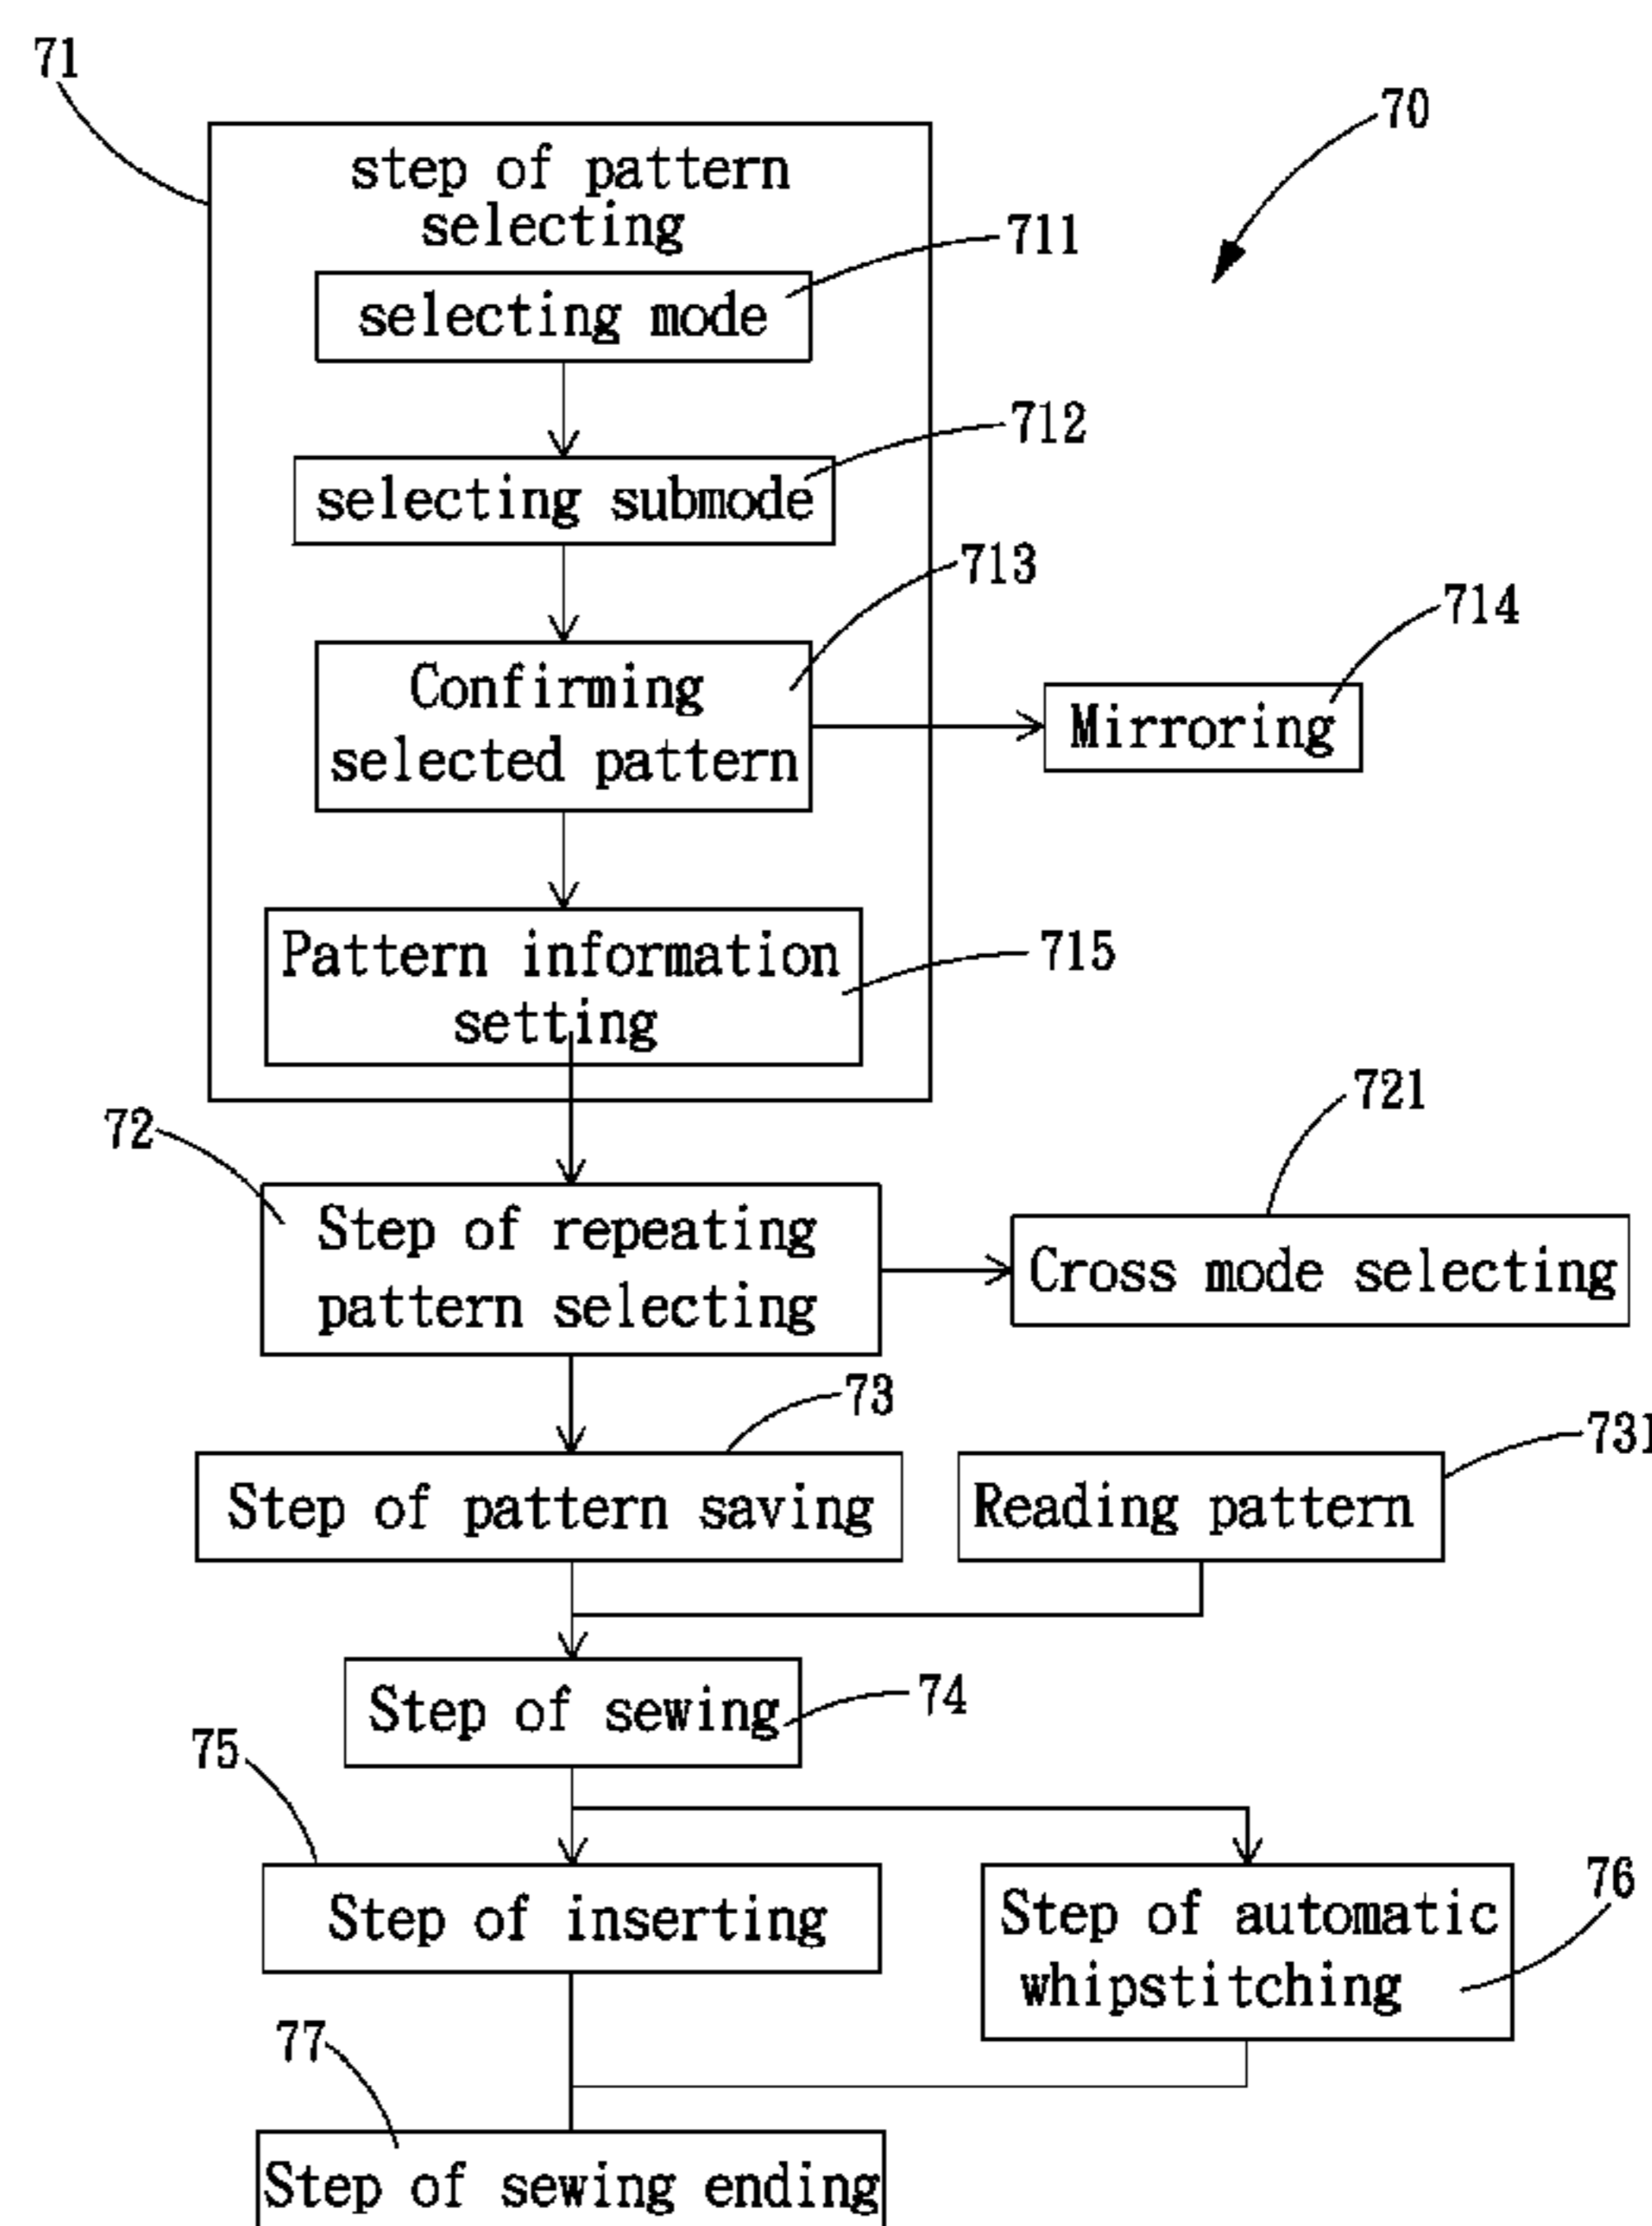 71
70
step of pattern
selecting
711
selecting mode
712
selecting submode
713
714
Confirming
selected pattern
Mirroring
Pattern information
setting
715
721
72
Step of repeating
pattern selecting
Cross mode selecting
73
731
Step of pattern saving
Reading pattern
Step of sewing
74
75
Step of inserting
76
Step of automatic
whipstitching
77
Step of sewing ending